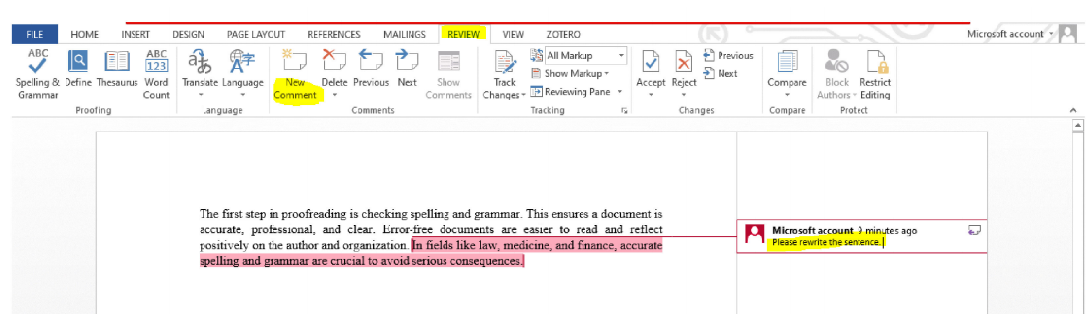 FILE HOME INSERT DESIGN PAGE LAYOUT REFERENCES MAILINGS REVIEW VIEW ZOTERO Microsoft account
ABC ABC 123
Spelling & Grammar Define Thesaurus Word Count Translate Language New Comment Delete Previous Next Show Comments Track Changes All Markup Accept Reject Previous Compare Block Authors Restrict Editing
Show Markup Next
Reviewing Pane
Proofing Language Comments Tracking Changes Compare Protect
The first step in proofreading is checking spelling and grammar. This ensures a document is
accurate, professional, and clear. Error-free documents are easier to read and reflect
positively on the author and organization. In fields like law, medicine, and finance, accurate
spelling and grammar are crucial to avoid serious consequences.
Microsoft account minutes ago
Please rewrite the sentence.